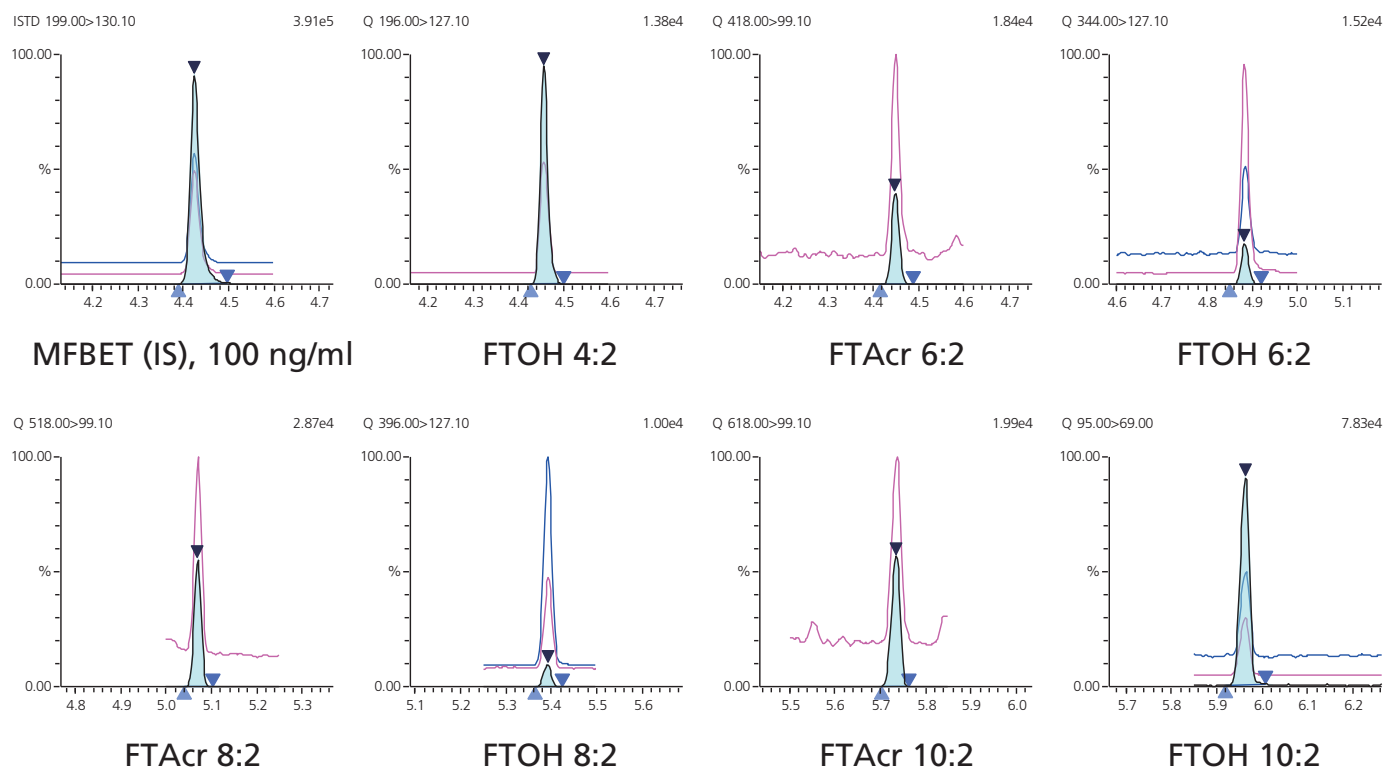 ISTD 199.00>130.10 3.91e5
100.00
%
0.00
4.2 4.3 4.4 4.5 4.6 4.7
MFBET (IS), 100 ng/ml
Q 196.00>127.10 1.38e4
100.00
%
0.00
4.2 4.3 4.4 4.5 4.6 4.7
FTOH 4:2
Q 418.00>99.10 1.84e4
100.00
%
0.00
4.2 4.3 4.4 4.5 4.6 4.7
FTAcr 6:2
Q 344.00>127.10 1.52e4
100.00
%
0.00
4.6 4.7 4.8 4.9 5.0 5.1
FTOH 6:2
Q 518.00>99.10 2.87e4
100.00
%
0.00
4.8 4.9 5.0 5.1 5.2 5.3
FTAcr 8:2
Q 396.00>127.10 1.00e4
100.00
%
0.00
5.1 5.2 5.3 5.4 5.5 5.6
FTOH 8:2
Q 618.00>99.10 1.99e4
100.00
%
0.00
5.5 5.6 5.7 5.8 5.9 6.0
FTAcr 10:2
Q 95.00>69.00 7.83e4
100.00
%
0.00
5.7 5.8 5.9 6.0 6.1 6.2
FTOH 10:2